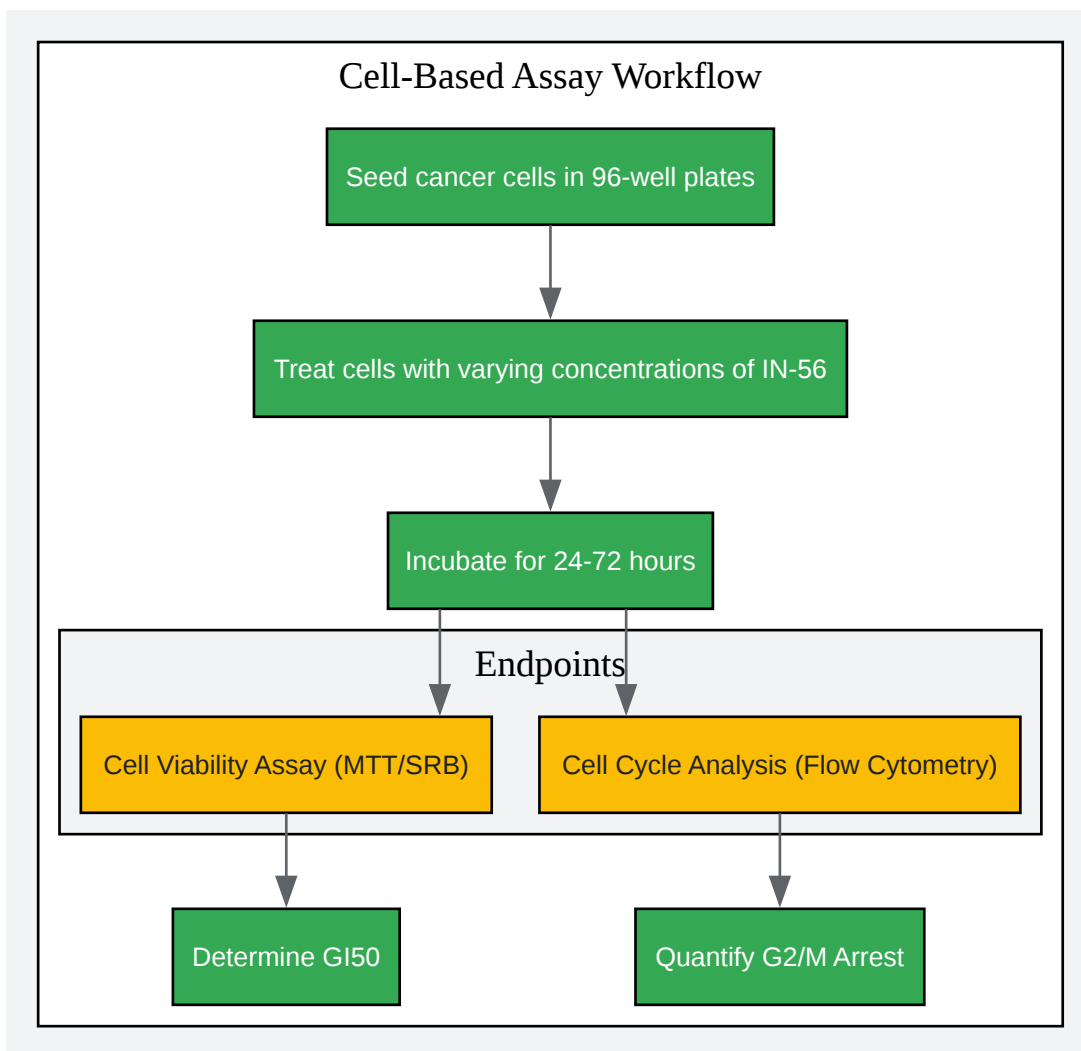 Cell-Based Assay Workflow
Seed cancer cells in 96-well plates
Treat cells with varying concentrations of IN-56
Incubate for 24-72 hours
Endpoints
Cell Viability Assay (MTT/SRB)
Cell Cycle Analysis (Flow Cytometry)
Determine GI50
Quantify G2/M Arrest